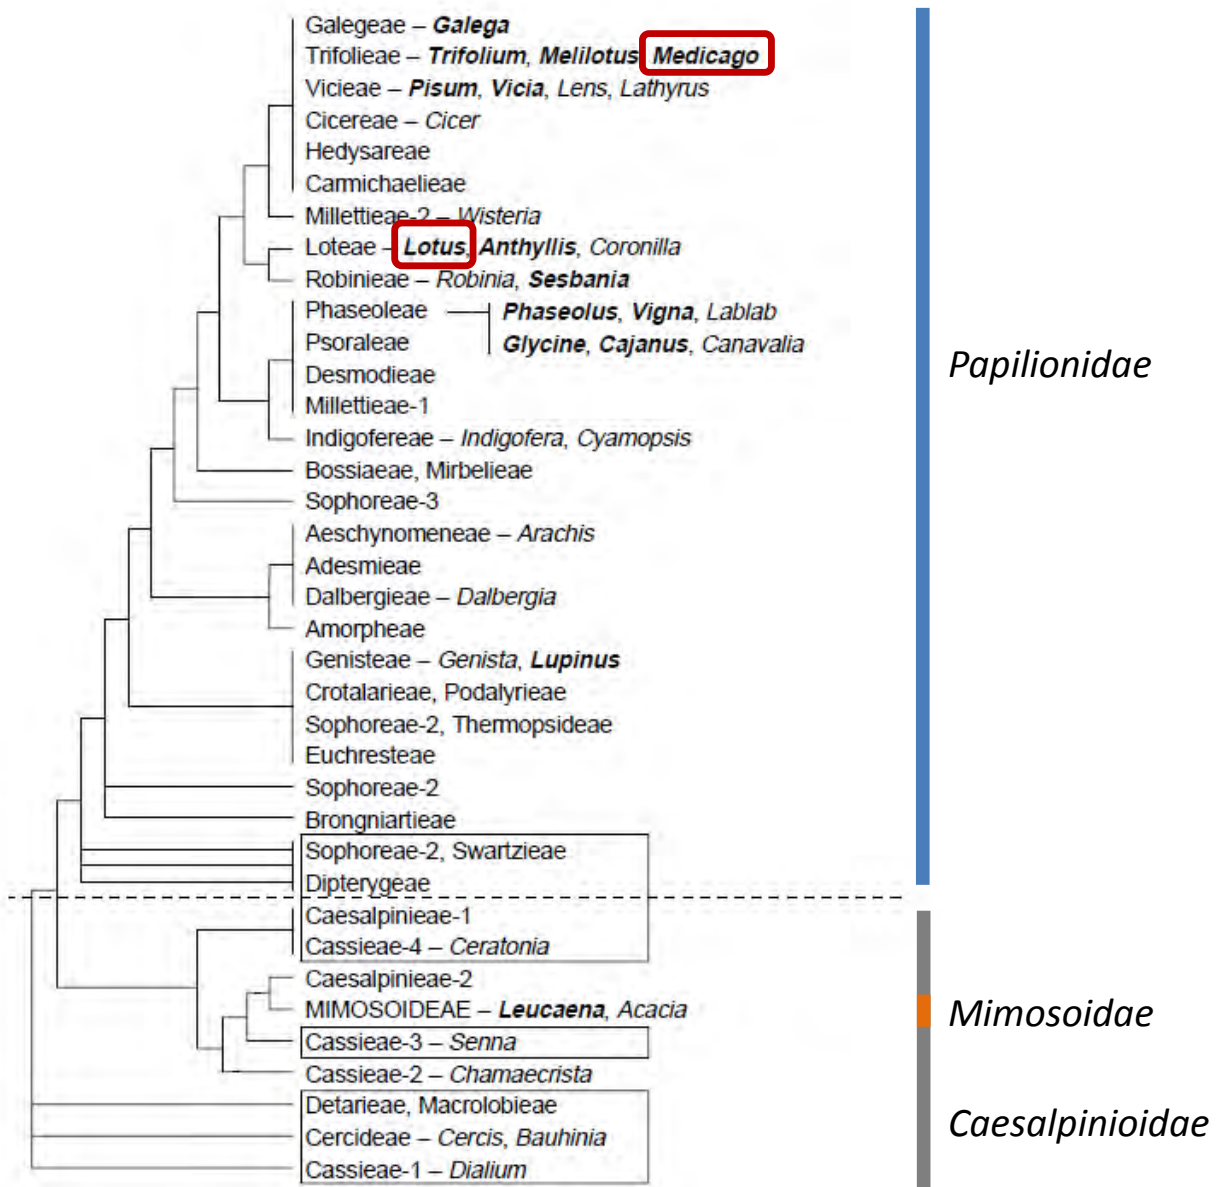 Galegeae – Galega
Trifolieae – Trifolium, Melilotus, Medicago
Vicieae – Pisum, Vicia, Lens, Lathyrus
Cicereae – Cicer
Hedysareae
Carmichaelieae
Millettieae-2 – Wisteria
Loteae – Lotus, Anthyllis, Coronilla
Robinieae – Robinia, Sesbania
Phaseoleae
Phaseolus, Vigna, Lablab
Psoraleae
Glycine, Cajanus, Canavalia
Desmodieae
Millettieae-1
Indigofereae – Indigofera, Cyamopsis
Bossiaeae, Mirbelieae
Sophoreae-3
Aeschynomeneae – Arachis
Adesmieae
Dalbergieae – Dalbergia
Amorpheae
Genisteae – Genista, Lupinus
Crotalarieae, Podalyrieae
Sophoreae-2, Thermopsideae
Euchresteae
Sophoreae-2
Brongniartieae
Sophoreae-2, Swartzieae
Dipterygeae
Caesalpinieae-1
Cassieae-4 – Ceratonia
Caesalpinieae-2
MIMOSOIDEAE – Leucaena, Acacia
Cassieae-3 – Senna
Cassieae-2 – Chamaecrista
Detarieae, Macrolobieae
Cercideae – Cercis, Bauhinia
Cassieae-1 – Dialium
Papilionidae
Mimosoidae
Caesalpinioidae